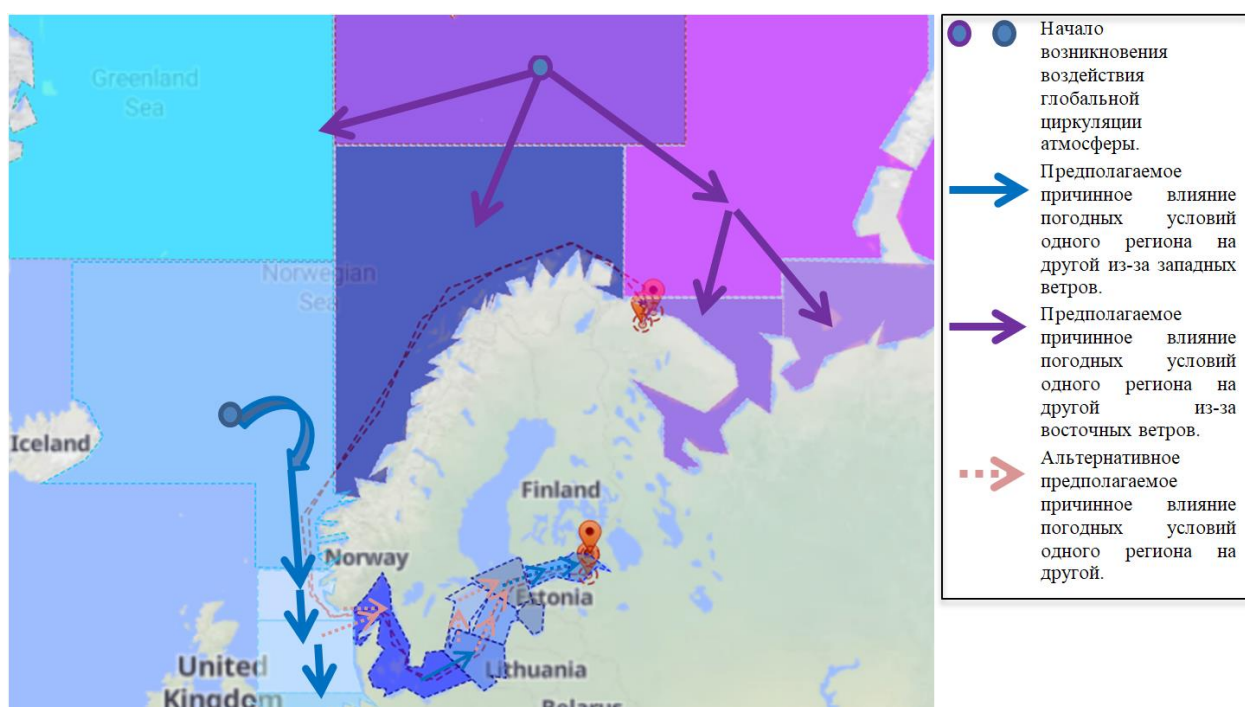 Greenland
Sea
Norwegian
Sea
Iceland
Finland
Norway
Estonia
United
Kingdom
Lithuania
Belarus
Начало
возникновения
воздействия
глобальной
циркуляции
атмосферы.
Предполагаемое
причинное влияние
погодных условий
одного региона на
другой из-за западных
ветров.
Предполагаемое
причинное влияние
погодных условий
одного региона на
другой из-за
восточных ветров.
Альтернативное
предполагаемое
причинное влияние
погодных условий
одного региона на
другой.